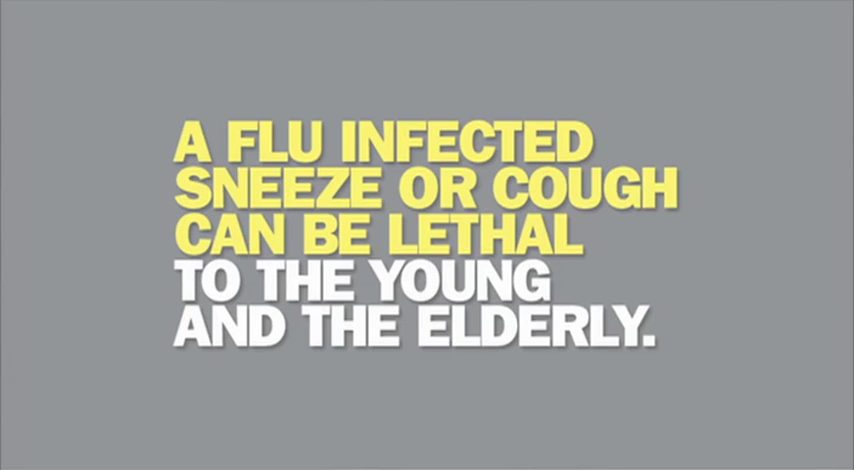 A FLU INFECTED
SNEEZE OR COUGH
CAN BE LETHAL
TO THE YOUNG
AND THE ELDERLY.